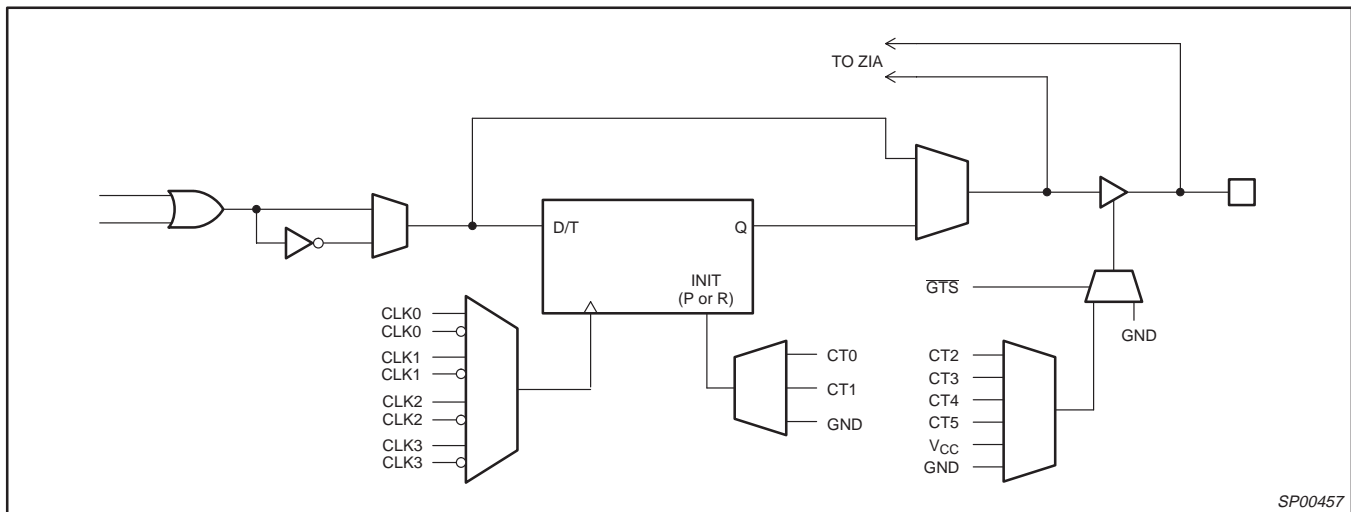 TO ZIA
D/T
Q
INIT
(P or R)
CLK0
CLK0
CLK1
CLK1
CLK2
CLK2
CLK3
CLK3
CT0
CT1
GND
GTS
GND
CT2
CT3
CT4
CT5
VCC
GND
SP00457